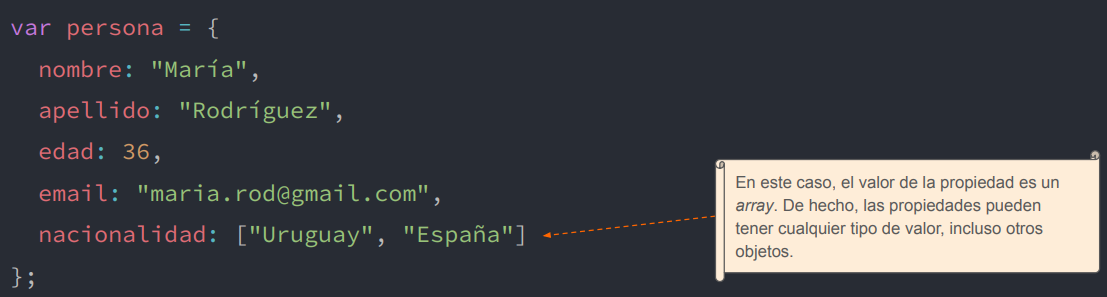 var persona = {
nombre: "María",
apellido: "Rodríguez",
edad: 36,
email: "maria.rod@gmail.com",
nacionalidad: ["Uruguay", "España"]
};
En este caso, el valor de la propiedad es un
array. De hecho, las propiedades pueden
tener cualquier tipo de valor, incluso otros
objetos.